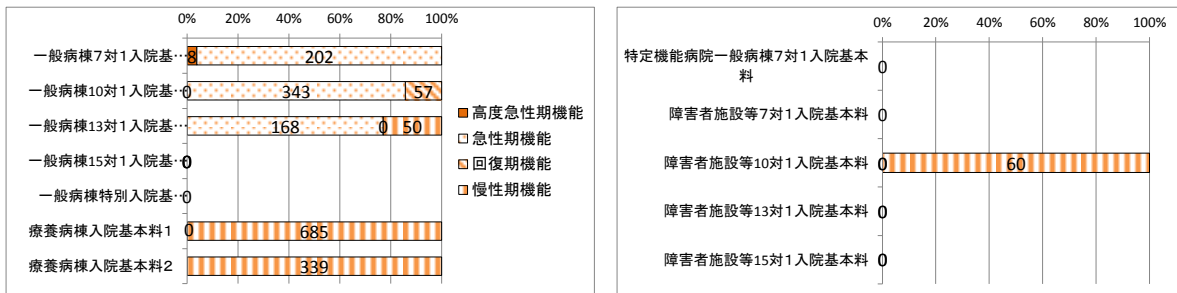 0% 20% 40% 60% 80% 100%
一般病棟7対1入院基… 8 202
一般病棟10対1入院基… 0 343 57
一般病棟13対1入院基… 168 0 50
一般病棟15対1入院基… 0
一般病棟特別入院基… 0
療養病棟入院基本料1 0 685
療養病棟入院基本料2 339
高度急性期機能
急性期機能
回復期機能
慢性期機能
0% 20% 40% 60% 80% 100%
特定機能病院一般病棟7対1入院基本
料 0
障害者施設等7対1入院基本料 0
障害者施設等10対1入院基本料 0 60
障害者施設等13対1入院基本料 0
障害者施設等15対1入院基本料 0